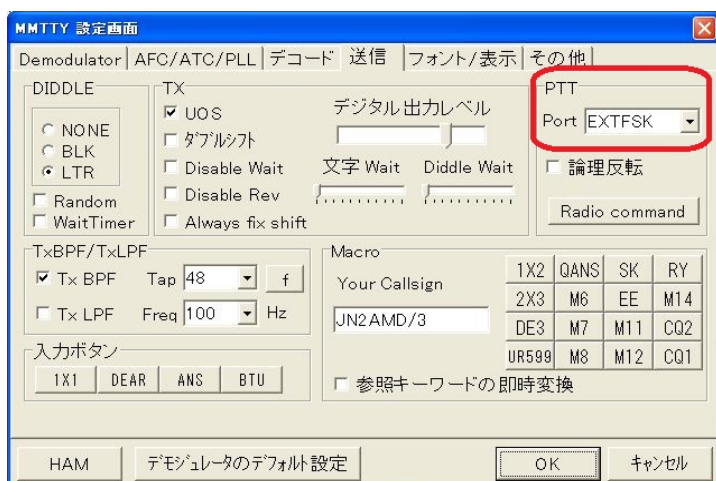 MMTTY 設定画面
Demodulator AFC/ATC/PLL デコード 送信 フォント/表示 その他
DIDDLE
NONE
BLK
LTR
Random
WaitTimer
TX
UOS
ダブルシフト
Disable Wait
Disable Rev
Always fix shift
デジタル出力レベル
文字 Wait Diddle Wait
PTT
Port EXTFSK
論理反転
Radio command
TxBPF/TxLPF
Tx BPF Tap 48 f
Tx LPF Freq 100 Hz
入力ボタン
1X1 DEAR ANS BTU
Macro
Your Callsign
JN2AMD/3
1X2 QANS SK RY
2X3 M6 EE M14
DE3 M7 M11 CQ2
UR599 M8 M12 CQ1
参照キーワードの即時変換
HAM デモジュレータのデフォルト設定 OK キャンセル